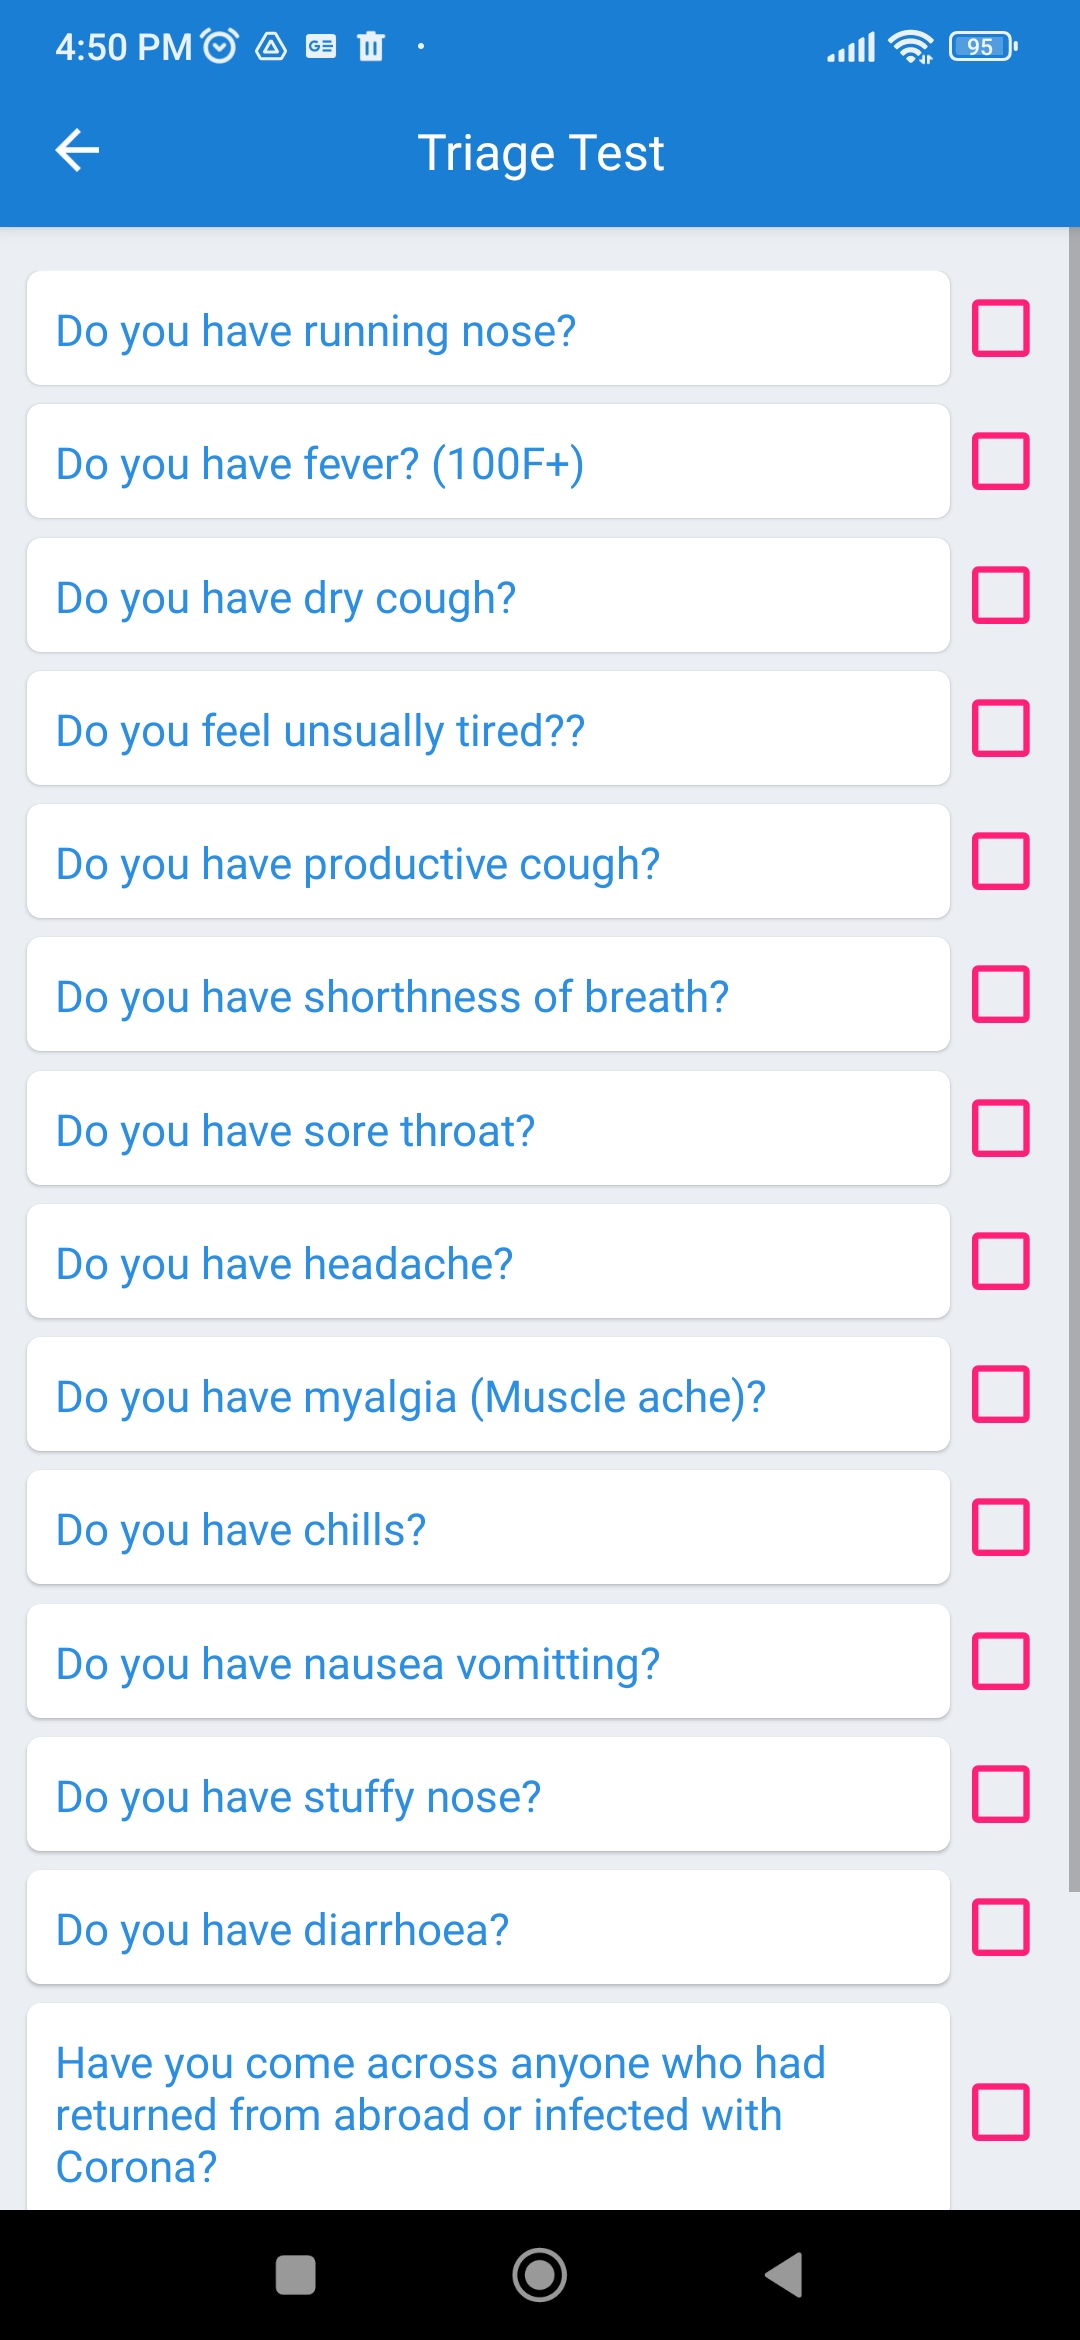 4:50 PM
GE
95
Triage Test
Do you have running nose?
Do you have fever? (100F+)
Do you have dry cough?
Do you feel unsually tired??
Do you have productive cough?
Do you have shorthness of breath?
Do you have sore throat?
Do you have headache?
Do you have myalgia (Muscle ache)?
Do you have chills?
Do you have nausea vomitting?
Do you have stuffy nose?
Do you have diarrhoea?
Have you come across anyone who had
returned from abroad or infected with
Corona?